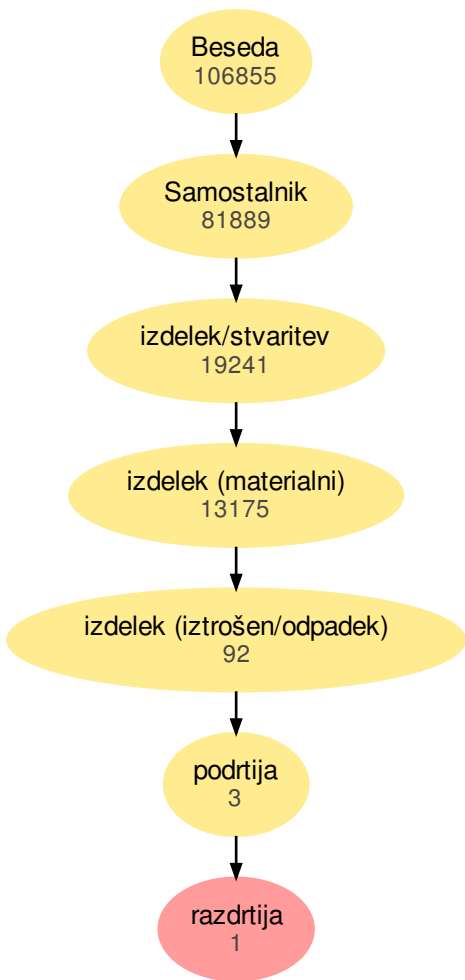 Beseda
106855
Samostalnik
81889
izdelek/stvaritev
19241
izdelek (materialni)
13175
izdelek (iztrošen/odpadek)
92
podrtija
3
razdrtija
1